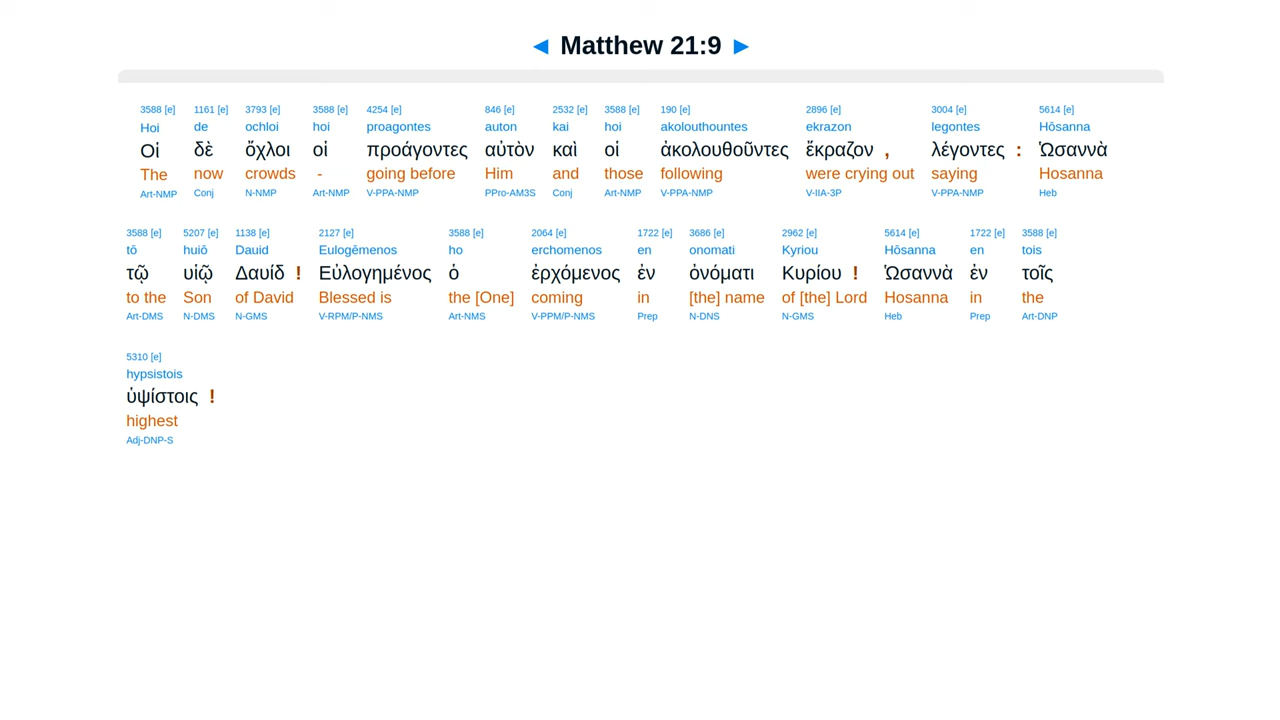 ◄ Matthew 21:9 ►
3588 [e] 1161 [e] 3793 [e] 3588 [e] 4254 [e] 846 [e] 2532 [e] 3588 [e] 190 [e] 2896 [e] 3004 [e] 5614 [e]
Hoi de ochloi hoi proagontes auton kai hoi akolouthountes ekrazon legontes Hōsanna
Οἱ δὲ ὄχλοι οἱ προάγοντες αὐτὸν καὶ οἱ ἀκολουθοῦντες ἔκραζον , λέγοντες : Ὡσαννὰ
The now crowds - going before Him and those following were crying out saying Hosanna
Art-NMP Conj N-NMP Art-NMP V-PPA-NMP PPro-AM3S Conj Art-NMP V-PPA-NMP V-IIA-3P V-PPA-NMP Heb
3588 [e] 5207 [e] 1138 [e] 2127 [e] 3588 [e] 2064 [e] 1722 [e] 3686 [e] 2962 [e] 5614 [e] 1722 [e] 3588 [e]
tō huiō Dauid Eulogēmenos ho erchomenos en onomati Kyriou Hōsanna en tois
τῷ υἱῷ Δαυίδ ! Εὐλογημένος ὁ ἐρχόμενος ἐν ὀνόματι Κυρίου ! Ὡσαννὰ ἐν τοῖς
to the Son of David Blessed is the [One] coming in [the] name of [the] Lord Hosanna in the
Art-DMS N-DMS N-GMS V-RPM/P-NMS Art-NMS V-PPM/P-NMS Prep N-DNS N-GMS Heb Prep Art-DNP
5310 [e]
hypsistois
ὑψίστοις !
highest
Adj-DNP-S